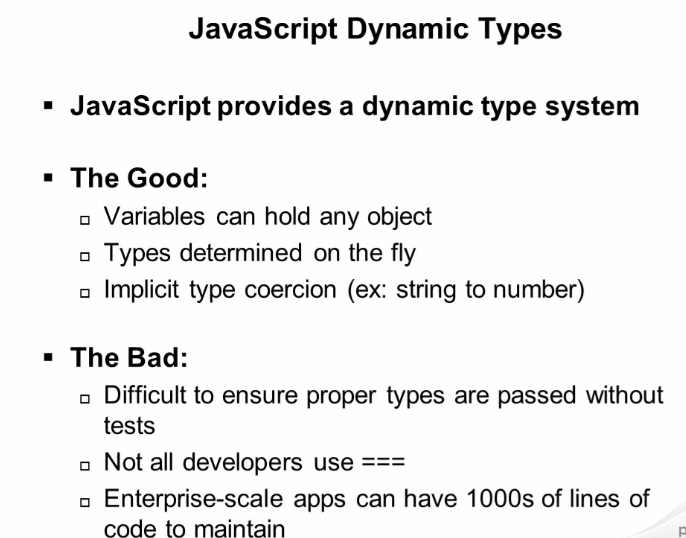 JavaScript Dynamic Types
▪ JavaScript provides a dynamic type system
▪ The Good:
▫ Variables can hold any object
▫ Types determined on the fly
▫ Implicit type coercion (ex: string to number)
▪ The Bad:
▫ Difficult to ensure proper types are passed without
tests
▫ Not all developers use ===
▫ Enterprise-scale apps can have 1000s of lines of
code to maintain